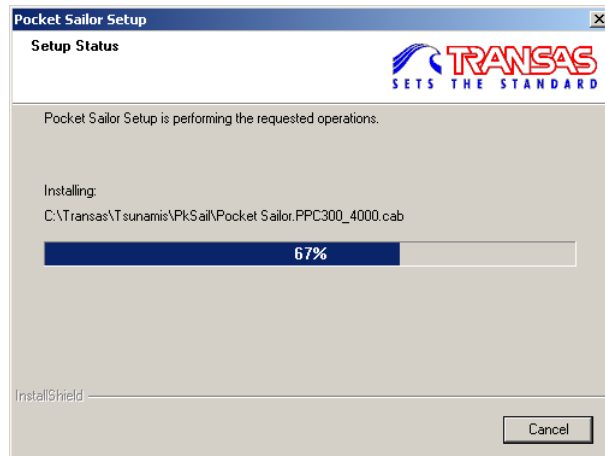 Pocket Sailor Setup
Setup Status
TRANSAS
SETS THE STANDARD
Pocket Sailor Setup is performing the requested operations.
Installing:
C:\Transas\Tsunamis\PkSail\Pocket Sailor.PPC300_4000.cab
67%
InstallShield
Cancel